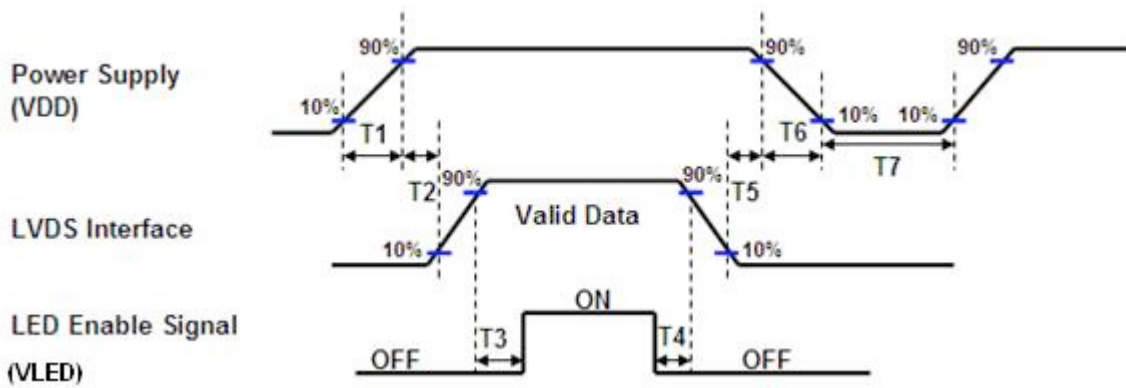 90%
90%
90%
Power Supply
(VDD)
10%
10%
10%
T1
T6
T7
T2
90%
90%
T5
Valid Data
LVDS Interface
10%
10%
ON
LED Enable Signal
T3
T4
(VLED)
OFF
OFF